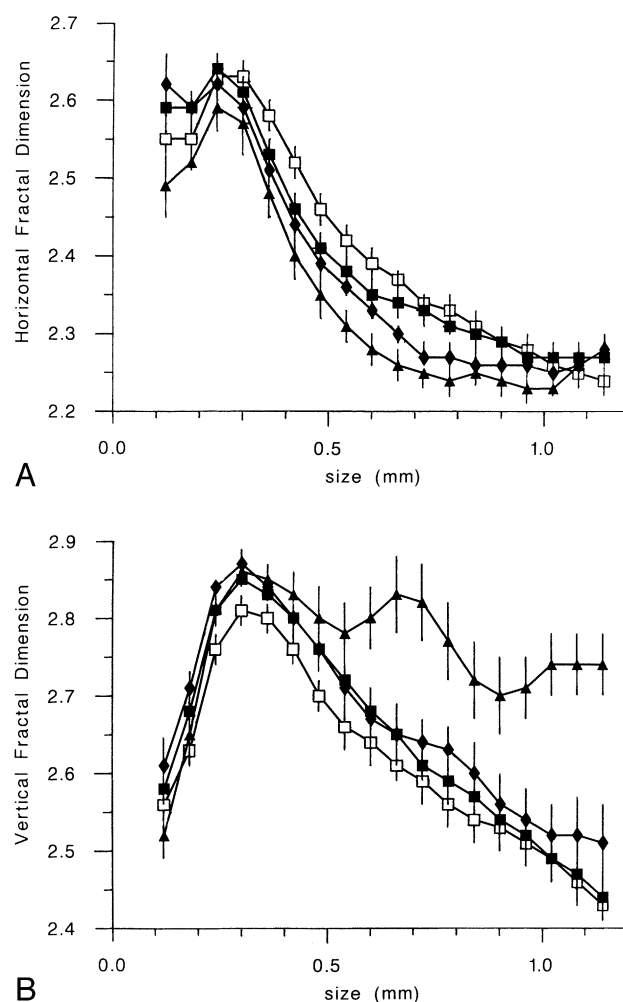 2.7
2.6
2.5
2.4
2.3
2.2
Horizontal Fractal Dimension
0.0 0.5 1.0
size (mm)
A
2.9
2.8
2.7
2.6
2.5
2.4
Vertical Fractal Dimension
0.0 0.5 1.0
size (mm)
B